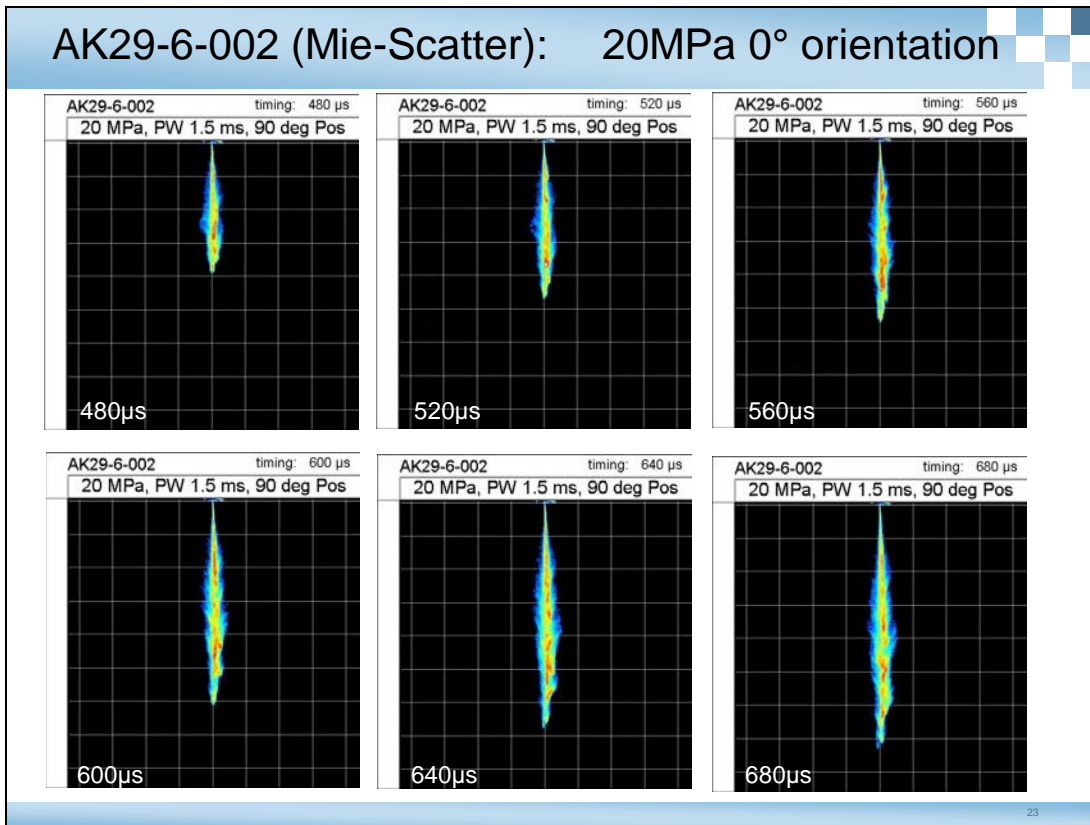 AK29-6-002 (Mie-Scatter): 20MPa 0° orientation
AK29-6-002 timing: 480 µs
20 MPa, PW 1.5 ms, 90 deg Pos
480µs
AK29-6-002 timing: 520 µs
20 MPa, PW 1.5 ms, 90 deg Pos
520µs
AK29-6-002 timing: 560 µs
20 MPa, PW 1.5 ms, 90 deg Pos
560µs
AK29-6-002 timing: 600 µs
20 MPa, PW 1.5 ms, 90 deg Pos
600µs
AK29-6-002 timing: 640 µs
20 MPa, PW 1.5 ms, 90 deg Pos
640µs
AK29-6-002 timing: 680 µs
20 MPa, PW 1.5 ms, 90 deg Pos
680µs
23